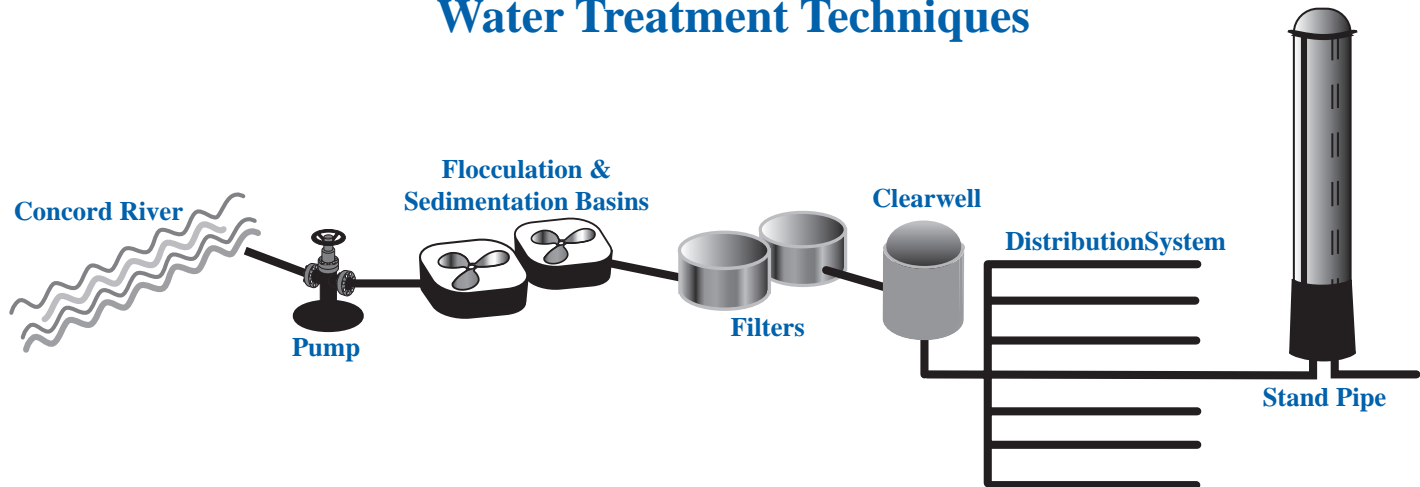 Water Treatment Techniques
Concord River
Pump
Flocculation &
Sedimentation Basins
Filters
Clearwell
DistributionSystem
Stand Pipe